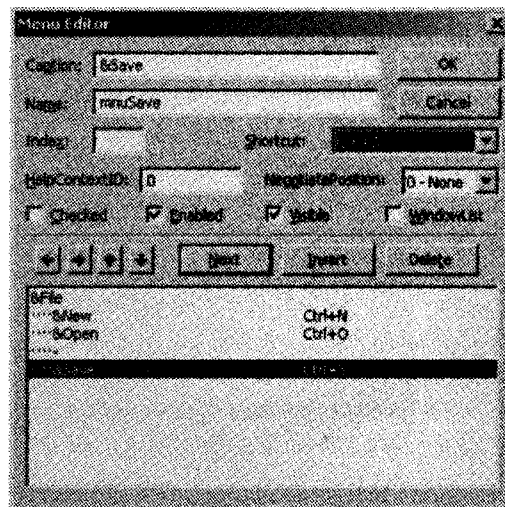 Menu Editor
Caption: &Save OK
Name: mnuSave Cancel
Index: Shortcut:
HelpContextID: 0 NegotiatePosition: 0 - None
Checked Enabled Visible WindowList
Next Insert Delete
&File
····&New Ctrl+N
····&Open Ctrl+O
····-